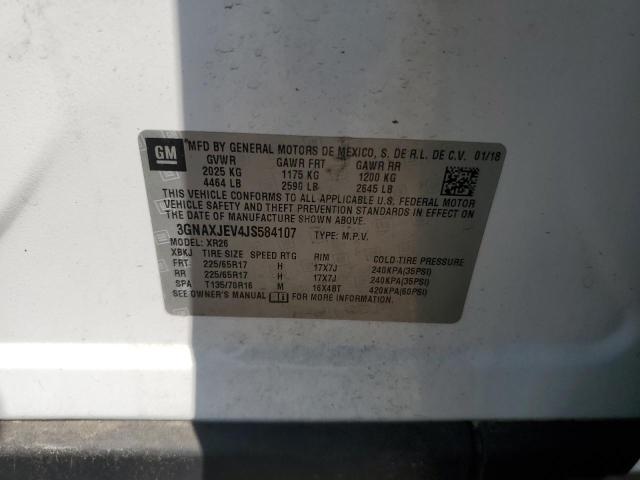 GM
MFD BY GENERAL MOTORS DE MEXICO, S. DE R.L. DE C.V. 01/18
GVWR GAWR FRT GAWR RR
2025 KG 1175 KG 1200 KG
4464 LB 2590 LB 2645 LB
THIS VEHICLE CONFORMS TO ALL APPLICABLE U.S. FEDERAL MOTOR
VEHICLE SAFETY AND THEFT PREVENTION STANDARDS IN EFFECT ON
THE DATE OF MANUFACTURE SHOWN ABOVE.
3GNAXJEV4JS584107 TYPE: M.P.V.
MODEL: XR26
XBKJ TIRE SIZE SPEED RTG RIM COLD TIRE PRESSURE
FRT 225/65R17 H 17X7J 240KPA(35PSI)
RR 225/65R17 H 17X7J 240KPA(35PSI)
SPA T135/70R16 M 16X4BT 420KPA(60PSI)
SEE OWNER'S MANUAL FOR MORE INFORMATION.